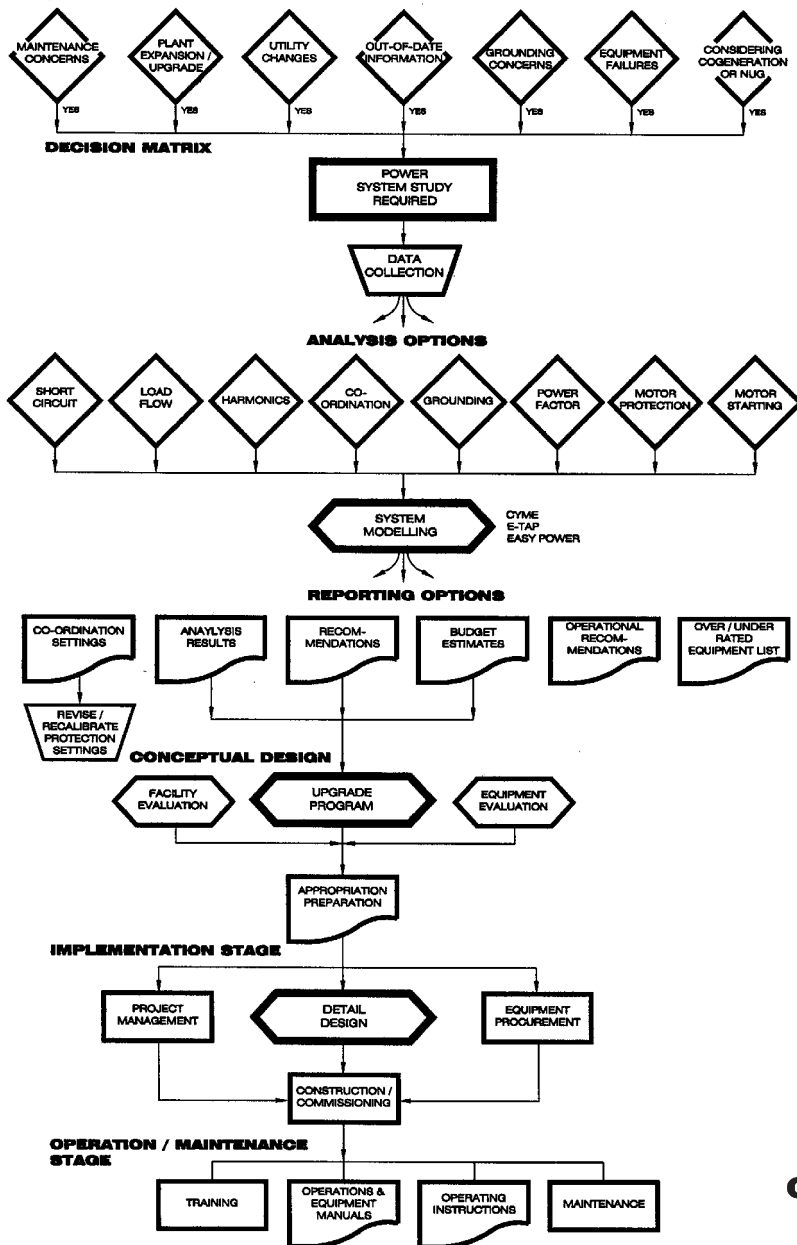 MAINTENANCE
CONCERNS
PLANT
EXPANSION /
UPGRADE
UTILITY
CHANGES
OUT-OF-DATE
INFORMATION
GROUNDING
CONCERNS
EQUIPMENT
FAILURES
CONSIDERING
COGENERATION
OR NUG
YES
YES
YES
YES
YES
YES
YES
DECISION MATRIX
POWER
SYSTEM STUDY
REQUIRED
DATA
COLLECTION
ANALYSIS OPTIONS
SHORT
CIRCUIT
LOAD
FLOW
HARMONICS
CO-
ORDINATION
GROUNDING
POWER
FACTOR
MOTOR
PROTECTION
MOTOR
STARTING
SYSTEM
MODELLING
CYME
E-TAP
EASY POWER
REPORTING OPTIONS
CO-ORDINATION
SETTINGS
ANAYLYSIS
RESULTS
RECOM-
MENDATIONS
BUDGET
ESTIMATES
OPERATIONAL
RECOM-
MENDATIONS
OVER / UNDER
RATED
EQUIPMENT LIST
REVISE /
RECALIBRATE
PROTECTION
SETTINGS
CONCEPTUAL DESIGN
FACILITY
EVALUATION
UPGRADE
PROGRAM
EQUIPMENT
EVALUATION
APPROPRIATION
PREPARATION
IMPLEMENTATION STAGE
PROJECT
MANAGEMENT
DETAIL
DESIGN
EQUIPMENT
PROCUREMENT
CONSTRUCTION /
COMMISSIONING
OPERATION / MAINTENANCE
STAGE
TRAINING
OPERATIONS &
EQUIPMENT
MANUALS
OPERATING
INSTRUCTIONS
MAINTENANCE